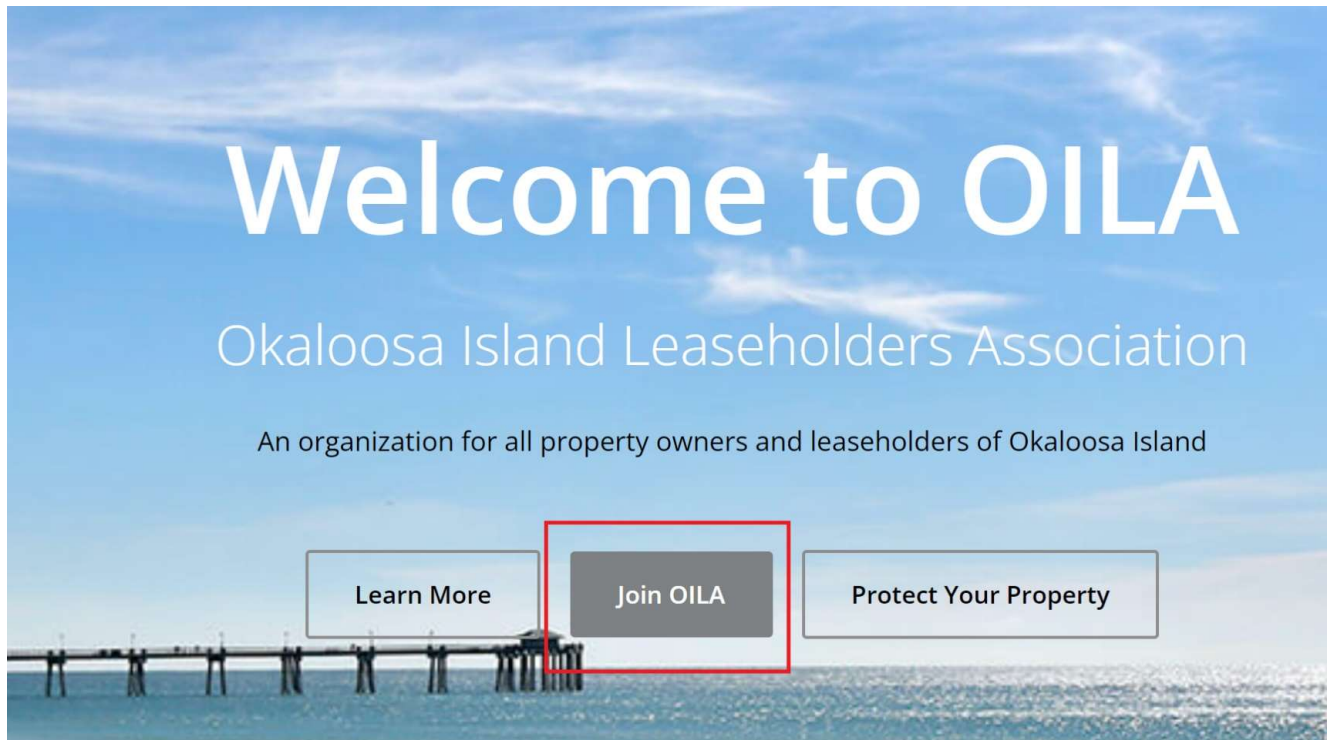 Welcome to OILA
Okaloosa Island Leaseholders Association
An organization for all property owners and leaseholders of Okaloosa Island
Learn More
Join OILA
Protect Your Property